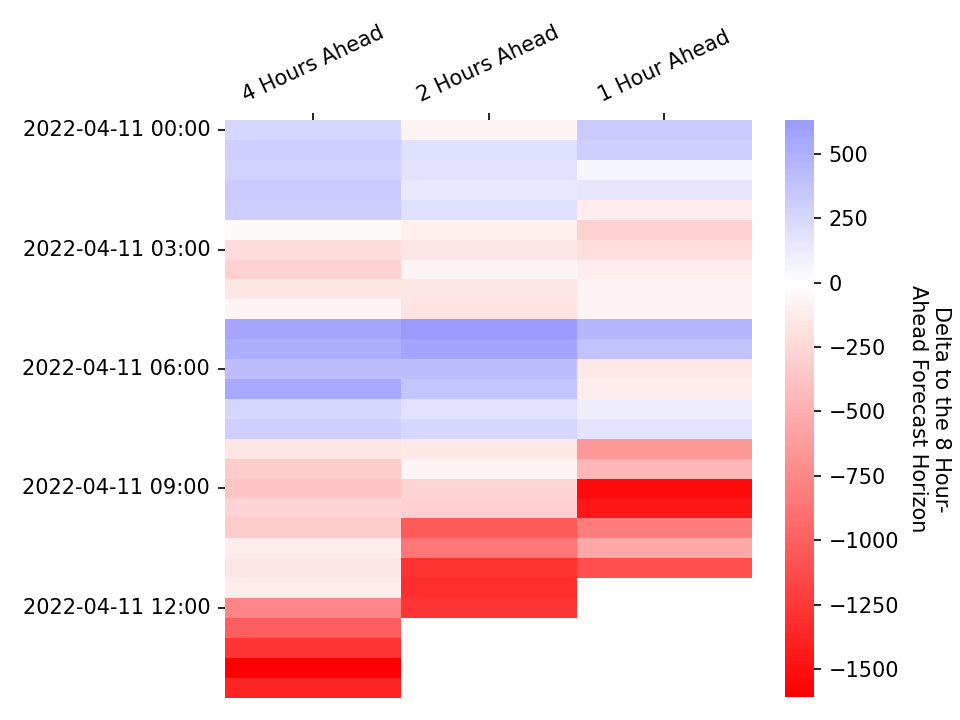 4 Hours Ahead
2 Hours Ahead
1 Hour Ahead
2022-04-11 00:00
2022-04-11 03:00
2022-04-11 06:00
2022-04-11 09:00
2022-04-11 12:00
500
250
0
−250
−500
−750
−1000
−1250
−1500
Delta to the 8 Hour-
Ahead Forecast Horizon